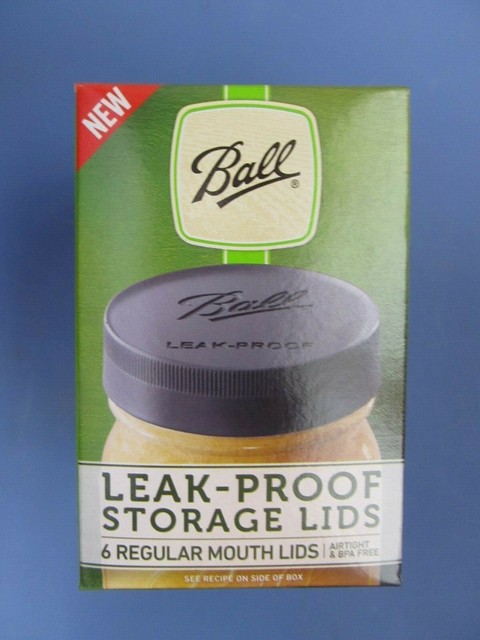 NEW
Ball®
Ball
LEAK-PROOF
LEAK-PROOF
STORAGE LIDS
6 REGULAR MOUTH LIDS
AIRTIGHT
& BPA FREE
SEE RECIPE ON SIDE OF BOX